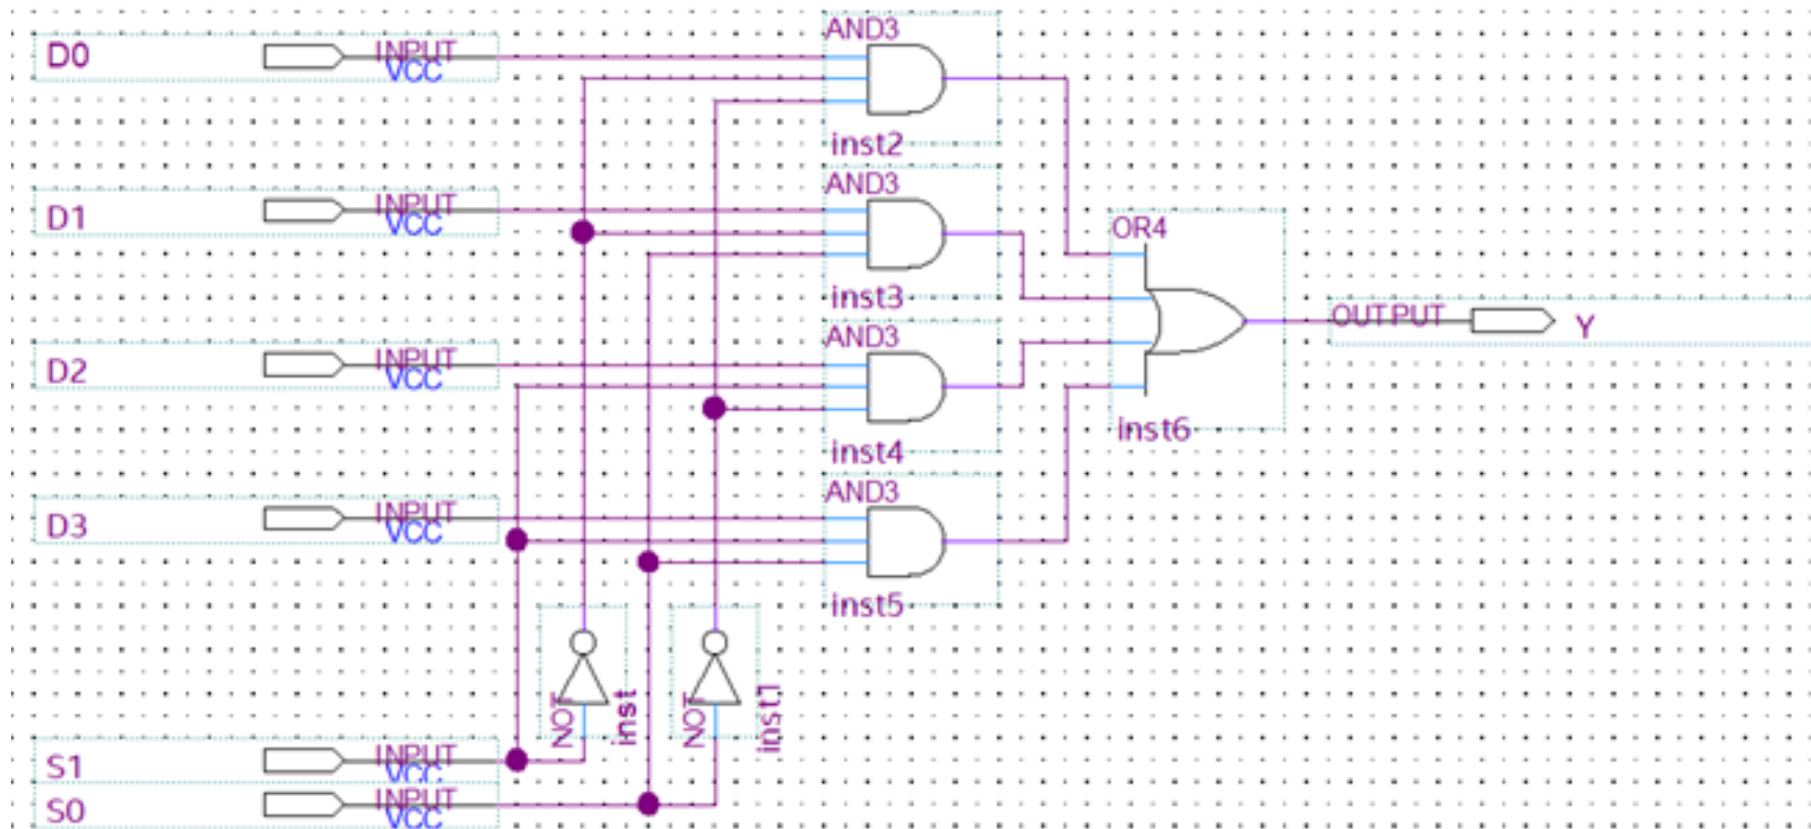 D0 INPUT VCC
AND3
inst2
D1 INPUT VCC
AND3
inst3
OR4
inst6
OUTPUT Y
D2 INPUT VCC
AND3
inst4
D3 INPUT VCC
AND3
inst5
NOT inst
NOT inst1
S1 INPUT VCC
S0 INPUT VCC